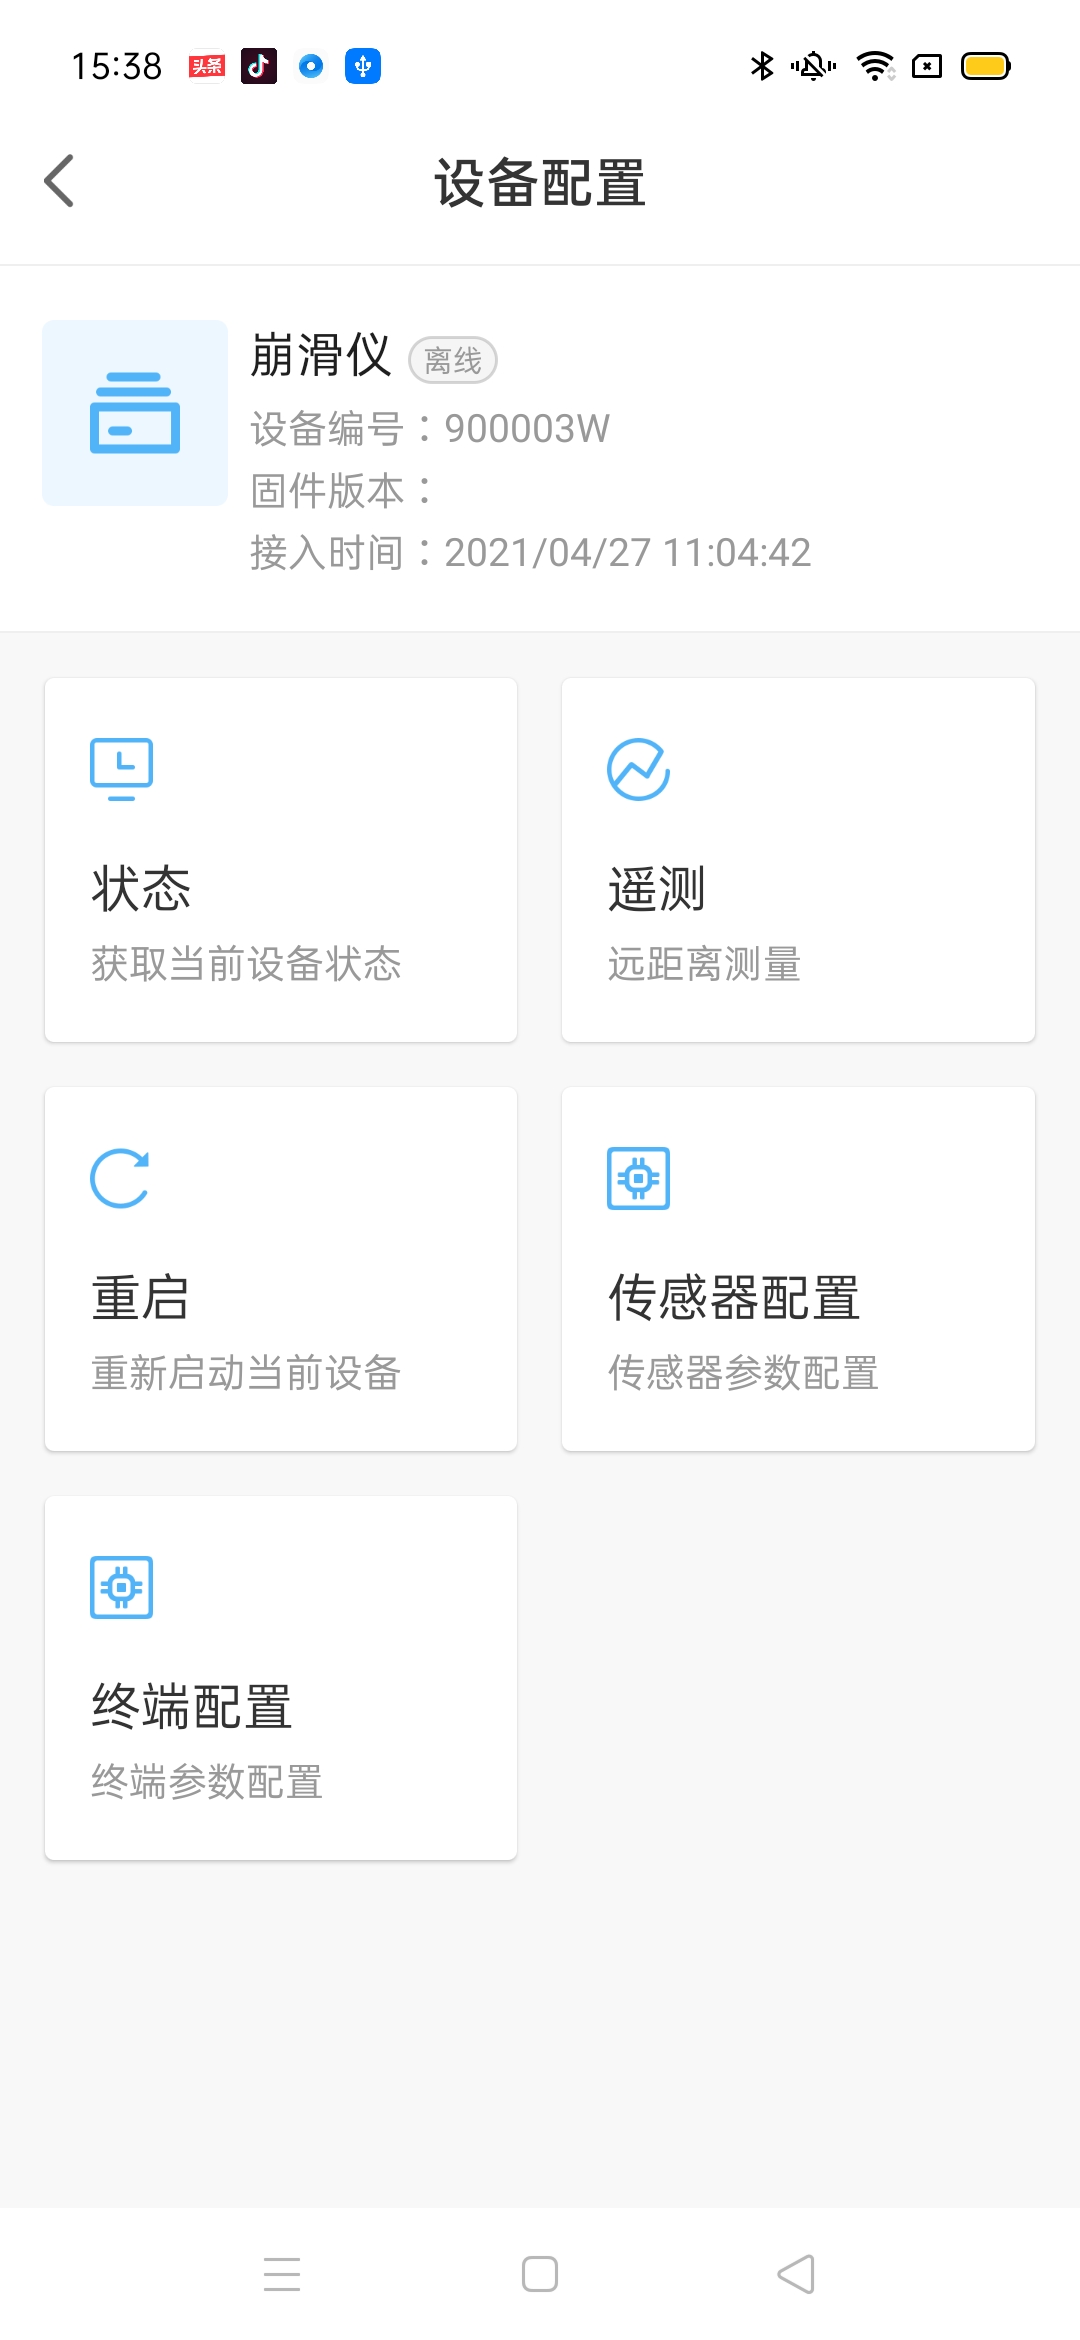 15:38 头条
设备配置
崩滑仪 离线
设备编号：900003W
固件版本：
接入时间：2021/04/27 11:04:42
状态
获取当前设备状态
遥测
远距离测量
重启
重新启动当前设备
传感器配置
传感器参数配置
终端配置
终端参数配置